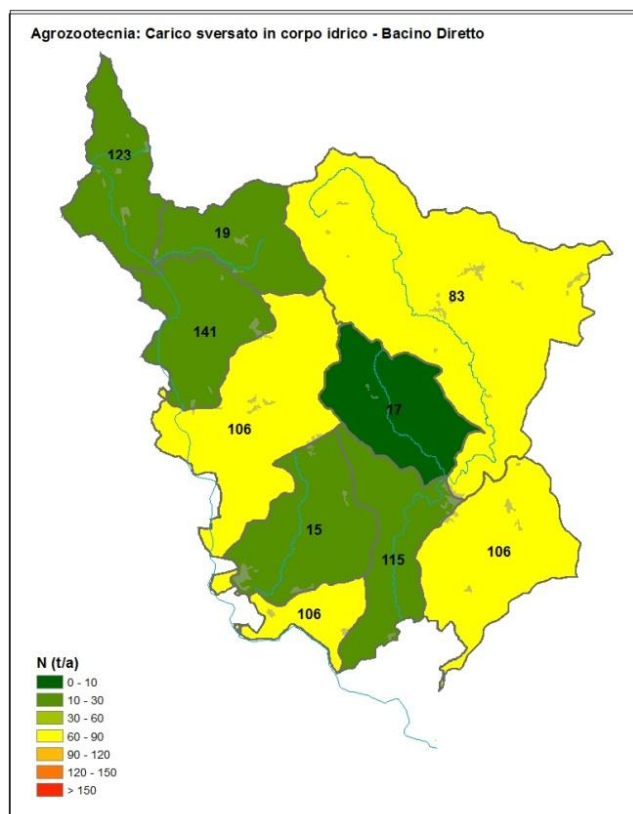 Agrozootecnia: Carico sversato in corpo idrico - Bacino Diretto
123
19
83
141
17
106
15
115
106
106
N (t/a)
0 - 10
10 - 30
30 - 60
60 - 90
90 - 120
120 - 150
> 150